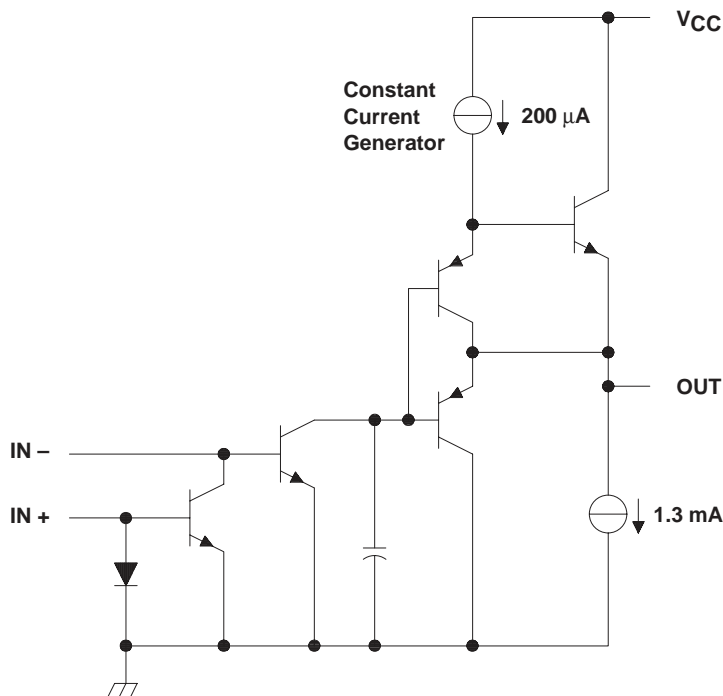 VCC
Constant
Current
Generator
200 μA
OUT
IN –
IN +
1.3 mA